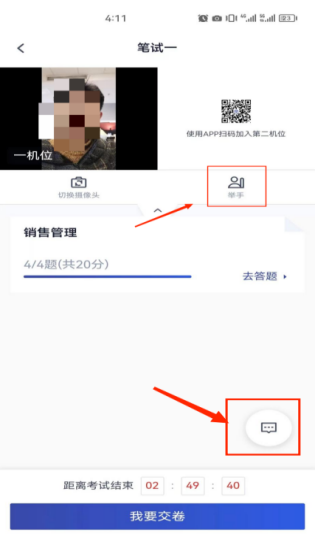 4:11
23
笔试一
一机位
使用APP扫码加入第二机位
切换摄像头
举手
销售管理
4/4题(共20分)
去答题
距离考试结束 02 : 49 : 40
我要交卷